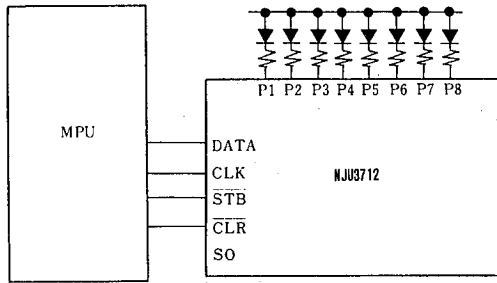 P1 P2 P3 P4 P5 P6 P7 P8
MPU
DATA
CLK
NJU3712
STB
CLR
SO